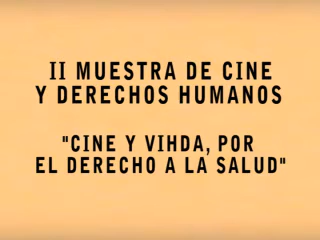 II MUESTRA DE CINE
Y DERECHOS HUMANOS
"CINE Y VIHDA, POR
EL DERECHO A LA SALUD"